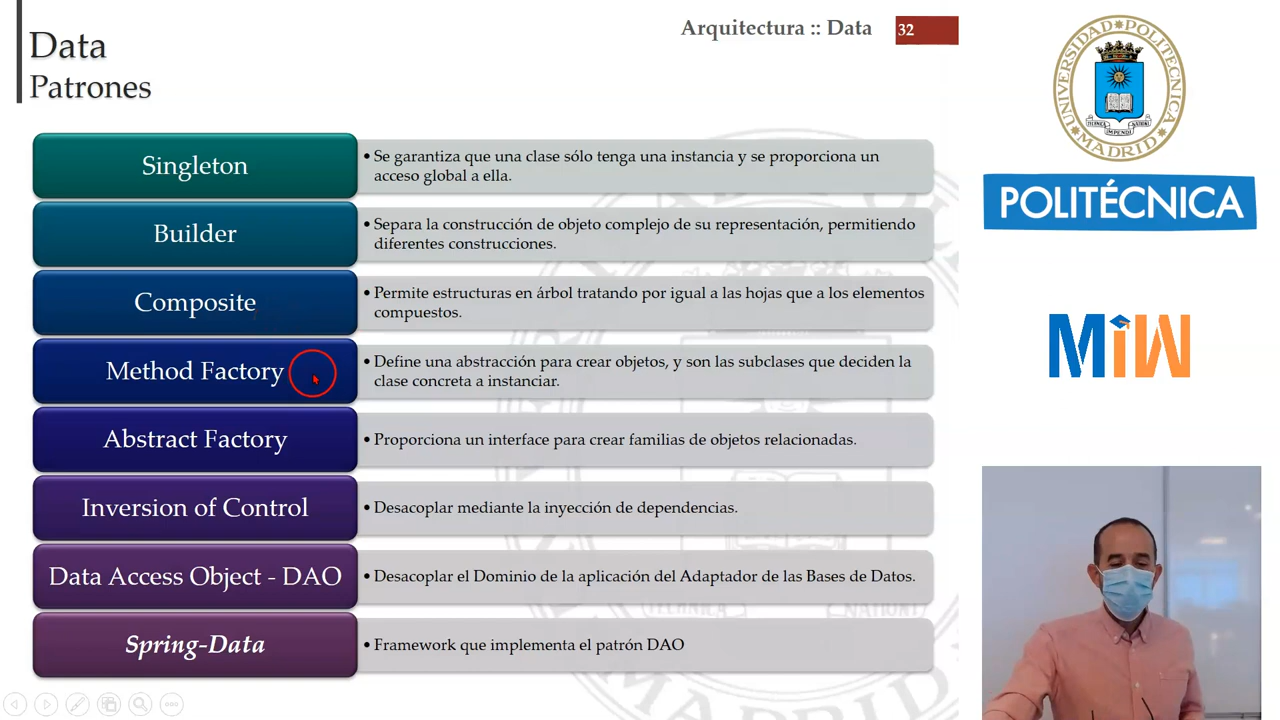 Data
Patrones
Arquitectura :: Data
32
Singleton
• Se garantiza que una clase sólo tenga una instancia y se proporciona un
acceso global a ella.
Builder
• Separa la construcción de objeto complejo de su representación, permitiendo
diferentes construcciones.
Composite
• Permite estructuras en árbol tratando por igual a las hojas que a los elementos
compuestos.
Method Factory
• Define una abstracción para crear objetos, y son las subclases que deciden la
clase concreta a instanciar.
Abstract Factory
• Proporciona un interface para crear familias de objetos relacionadas.
Inversion of Control
• Desacoplar mediante la inyección de dependencias.
Data Access Object - DAO
• Desacoplar el Dominio de la aplicación del Adaptador de las Bases de Datos.
Spring-Data
• Framework que implementa el patrón DAO
UNIVERSIDAD POLITECNICA
MADRID
TECHNICA
IMPENDI
POLITÉCNICA
MiW